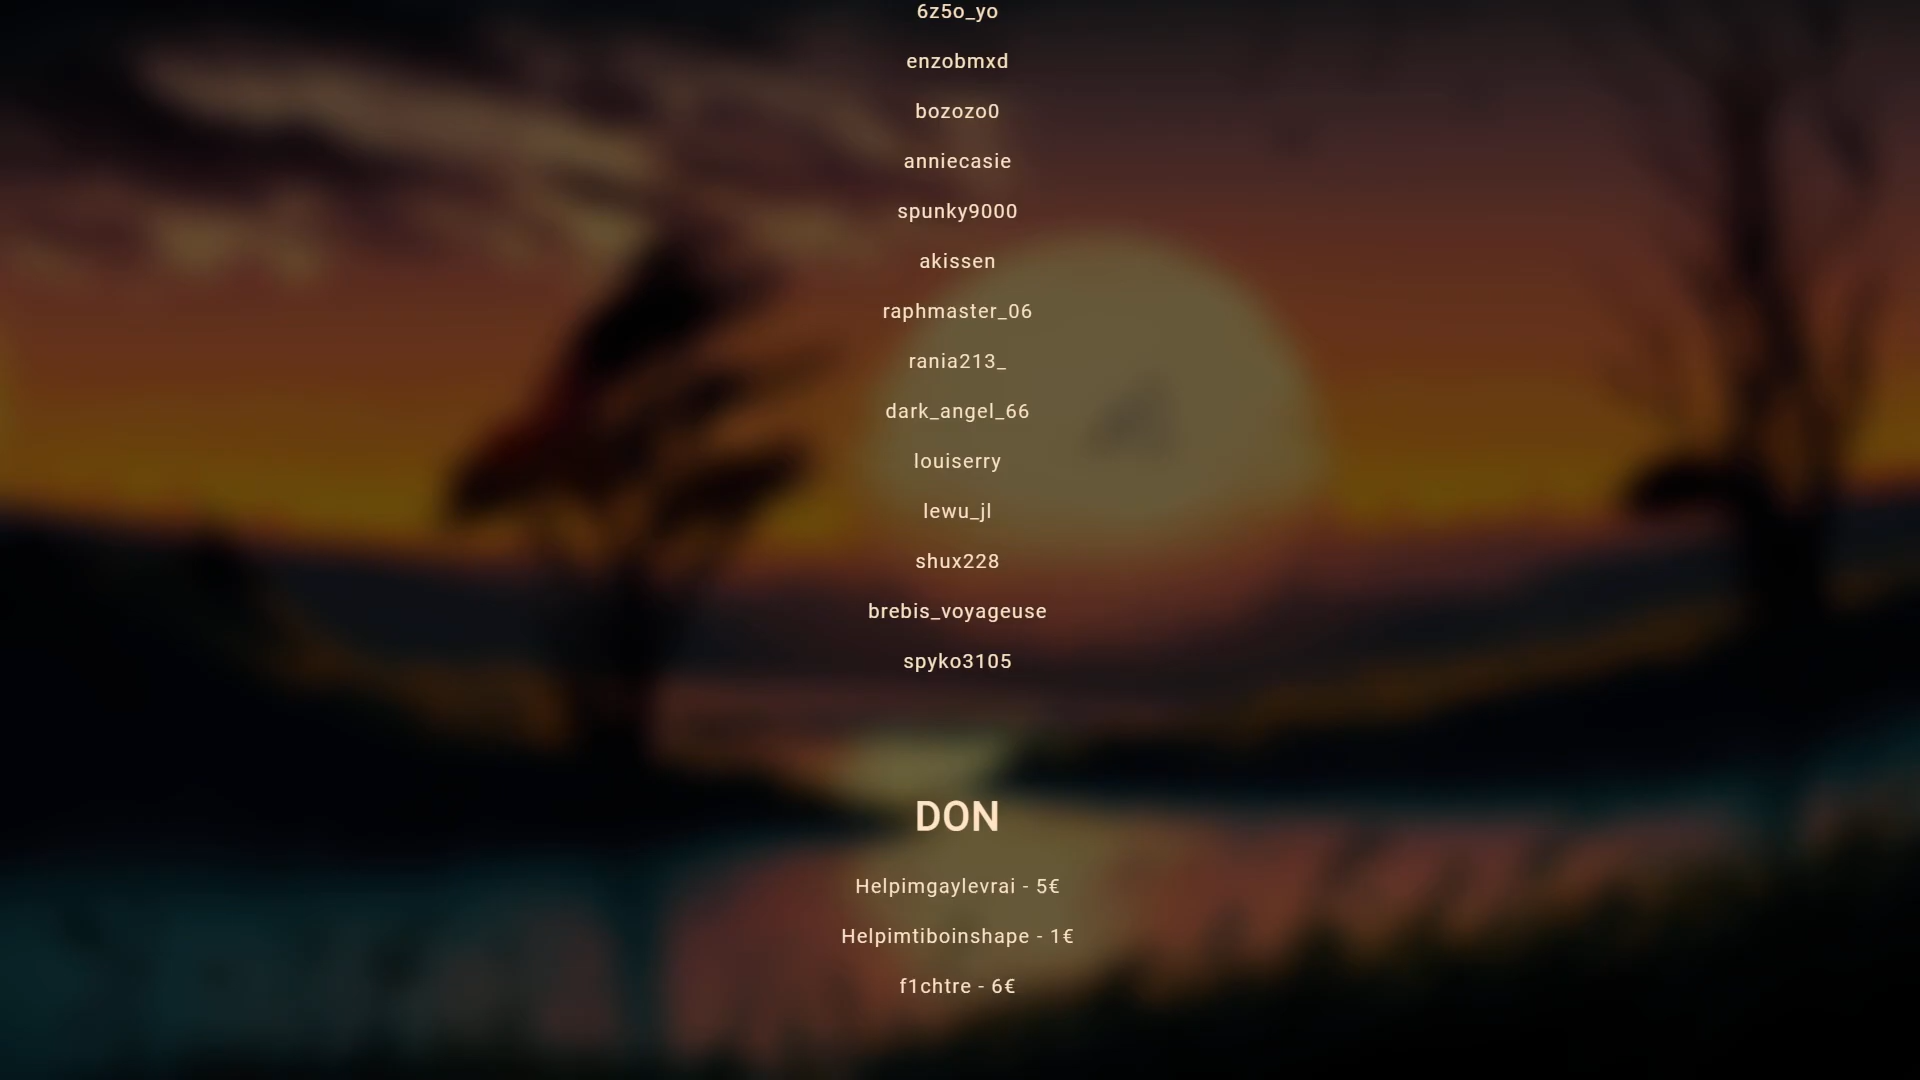 6z5o_yo
enzobmxd
bozozo0
anniecasie
spunky9000
akissen
raphmaster_06
rania213_
dark_angel_66
louiserry
lewu_jl
shux228
brebis_voyageuse
spyko3105
DON
Helpimgaylevrai - 5€
Helpimtiboinshape - 1€
f1chtre - 6€